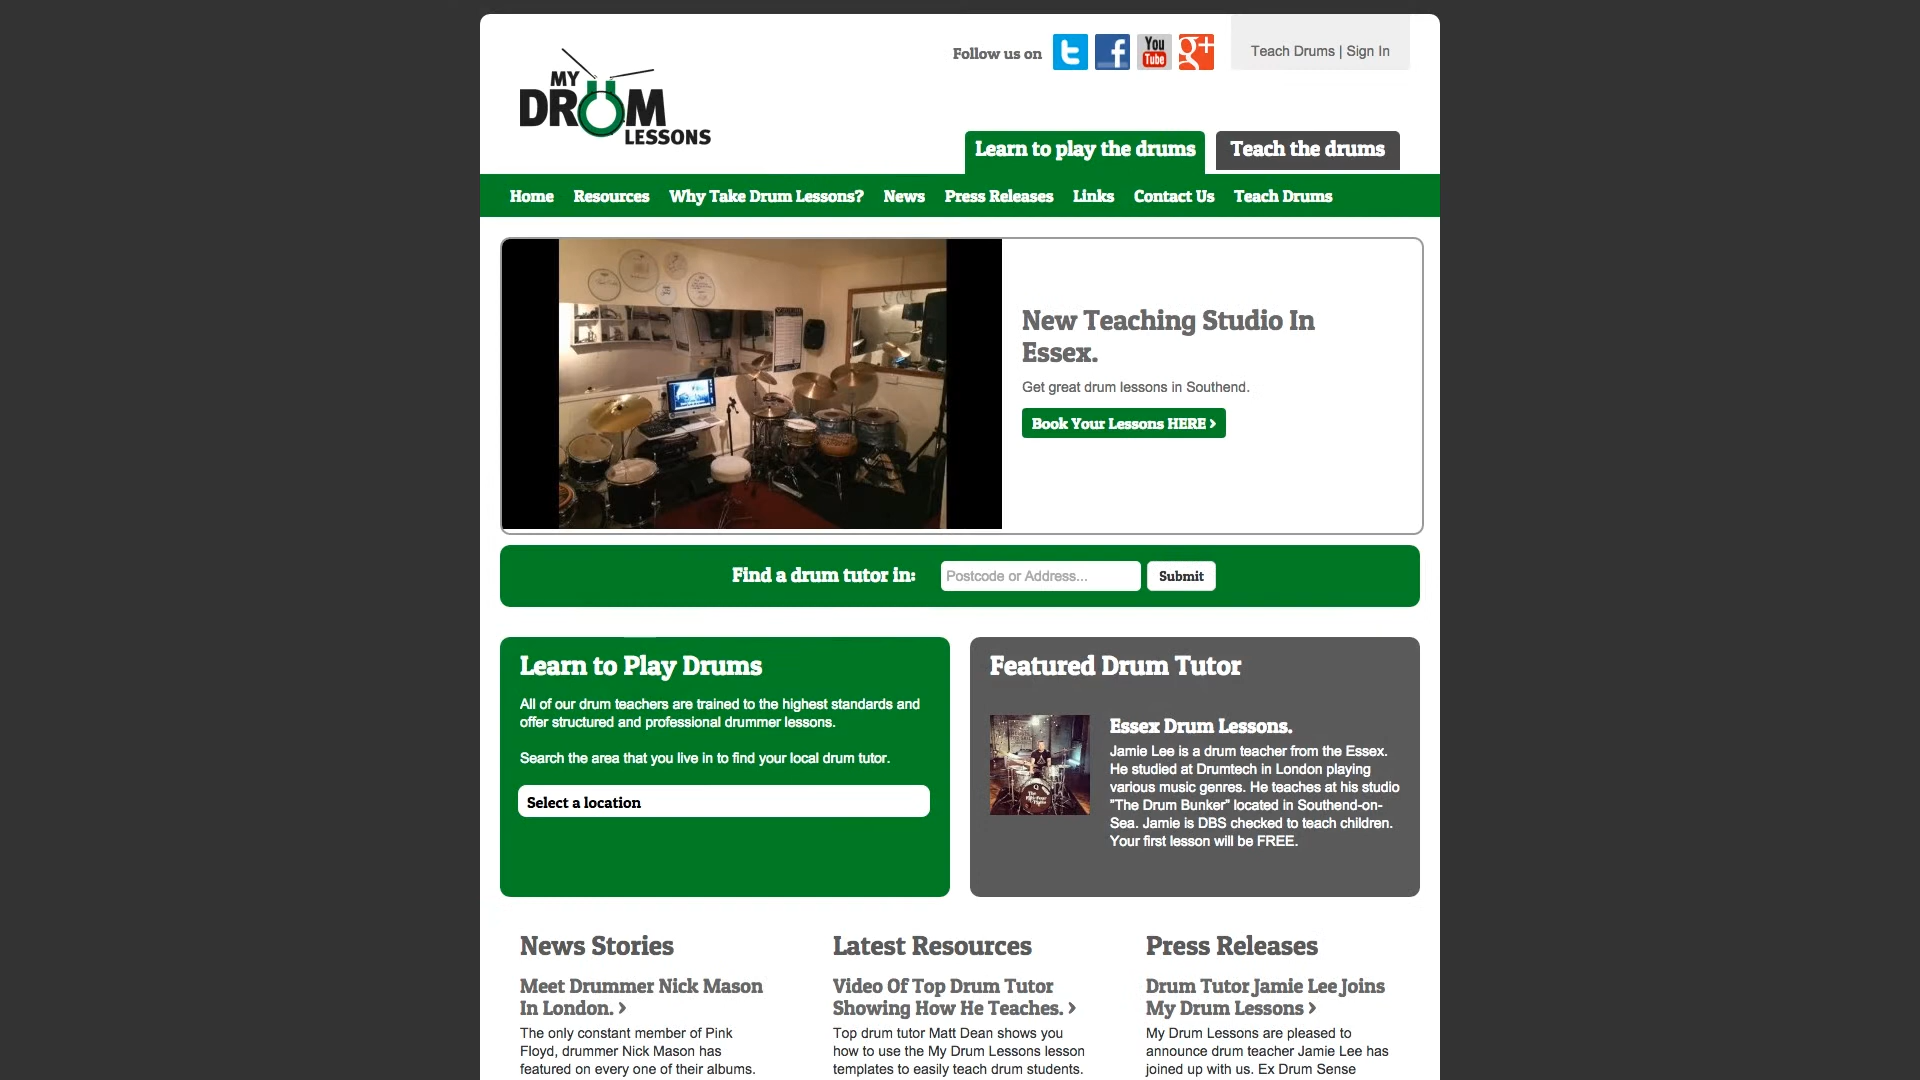 MY
DRUM
LESSONS
Follow us on
You
Tube
Teach Drums | Sign In
Learn to play the drums
Teach the drums
Home Resources Why Take Drum Lessons? News Press Releases Links Contact Us Teach Drums
New Teaching Studio In
Essex.
Get great drum lessons in Southend.
Book Your Lessons HERE >
Find a drum tutor in:
Postcode or Address...
Submit
Learn to Play Drums
All of our drum teachers are trained to the highest standards and
offer structured and professional drummer lessons.
Search the area that you live in to find your local drum tutor.
Select a location
Featured Drum Tutor
Essex Drum Lessons.
Jamie Lee is a drum teacher from the Essex.
He studied at Drumtech in London playing
various music genres. He teaches at his studio
"The Drum Bunker" located in Southend-on-
Sea. Jamie is DBS checked to teach children.
Your first lesson will be FREE.
News Stories
Meet Drummer Nick Mason
In London. >
The only constant member of Pink
Floyd, drummer Nick Mason has
featured on every one of their albums.
Latest Resources
Video Of Top Drum Tutor
Showing How He Teaches. >
Top drum tutor Matt Dean shows you
how to use the My Drum Lessons lesson
templates to easily teach drum students.
Press Releases
Drum Tutor Jamie Lee Joins
My Drum Lessons >
My Drum Lessons are pleased to
announce drum teacher Jamie Lee has
joined up with us. Ex Drum Sense